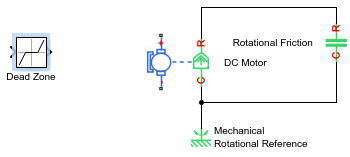 R
R
Rotational Friction
DC Motor
Dead Zone
C
C
Mechanical
Rotational Reference